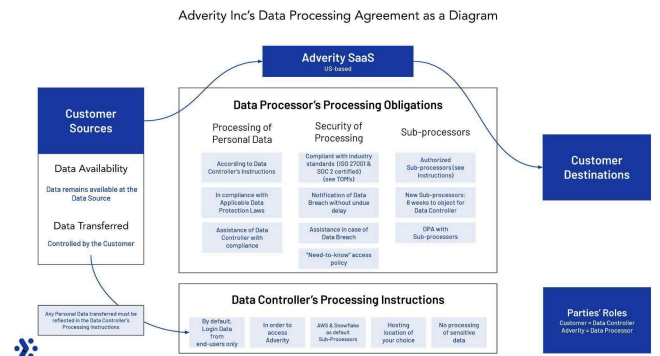 Adverity Inc's Data Processing Agreement as a Diagram
Adverity SaaS
US-based
Customer
Sources
Data Availability
Data remains available at the
Data Source
Data Transferred
Controlled by the Customer
Data Processor's Processing Obligations
Processing of
Personal Data
According to Data
Controller's Instructions
In compliance with
Applicable Data
Protection Laws
Assistance of Data
Controller with
compliance
Security of
Processing
Compliant with industry
standards (ISO 27001 &
SOC 2 certified)
(see TOM's)
Notification of Data
Breach without undue
delay
Assistance in case of
Data Breach
"Need-to-know" access
policy
Sub-processors
Authorized
Sub-processors (see
Instructions)
New Sub-processors:
6 weeks to object for
Data Controller
DPA with
Sub-processors
Customer
Destinations
Any Personal Data transferred must be
reflected in the Data Controller's
Processing Instructions
Data Controller's Processing Instructions
By default,
Login Data
from
end-users only
In order to
access
Adverity
AWS & Snowflake
as default
Sub-Processors
Hosting
location of
your choice
No processing
of sensitive
data
Parties' Roles
Customer = Data Controller
Adverity = Data Processor